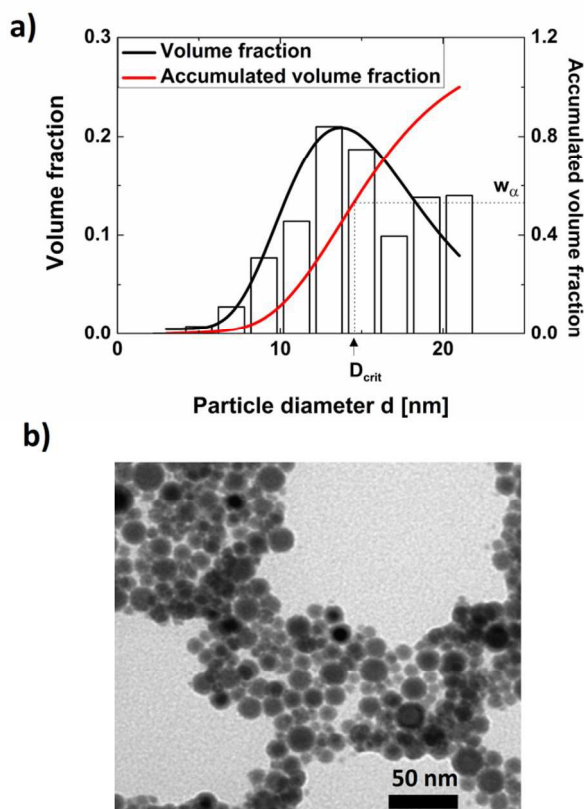 a)
Volume fraction
Accumulated volume fraction
0.3
0.2
0.1
0.0
Volume fraction
1.2
0.8
0.4
0.0
Accumulated volume fraction
wα
0
10
20
Dcrit
Particle diameter d [nm]
b)
50 nm